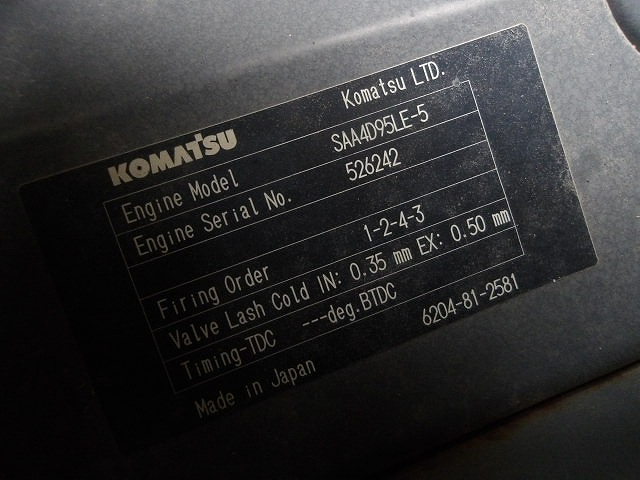 KOMATSU Komatsu LTD.
Engine Model SAA4D95LE-5
Engine Serial No. 526242
Firing Order 1-2-4-3
Valve Lash Cold IN: 0.35 mm EX: 0.50 mm
Timing-TDC ---deg.BTDC
Made in Japan 6204-81-2581